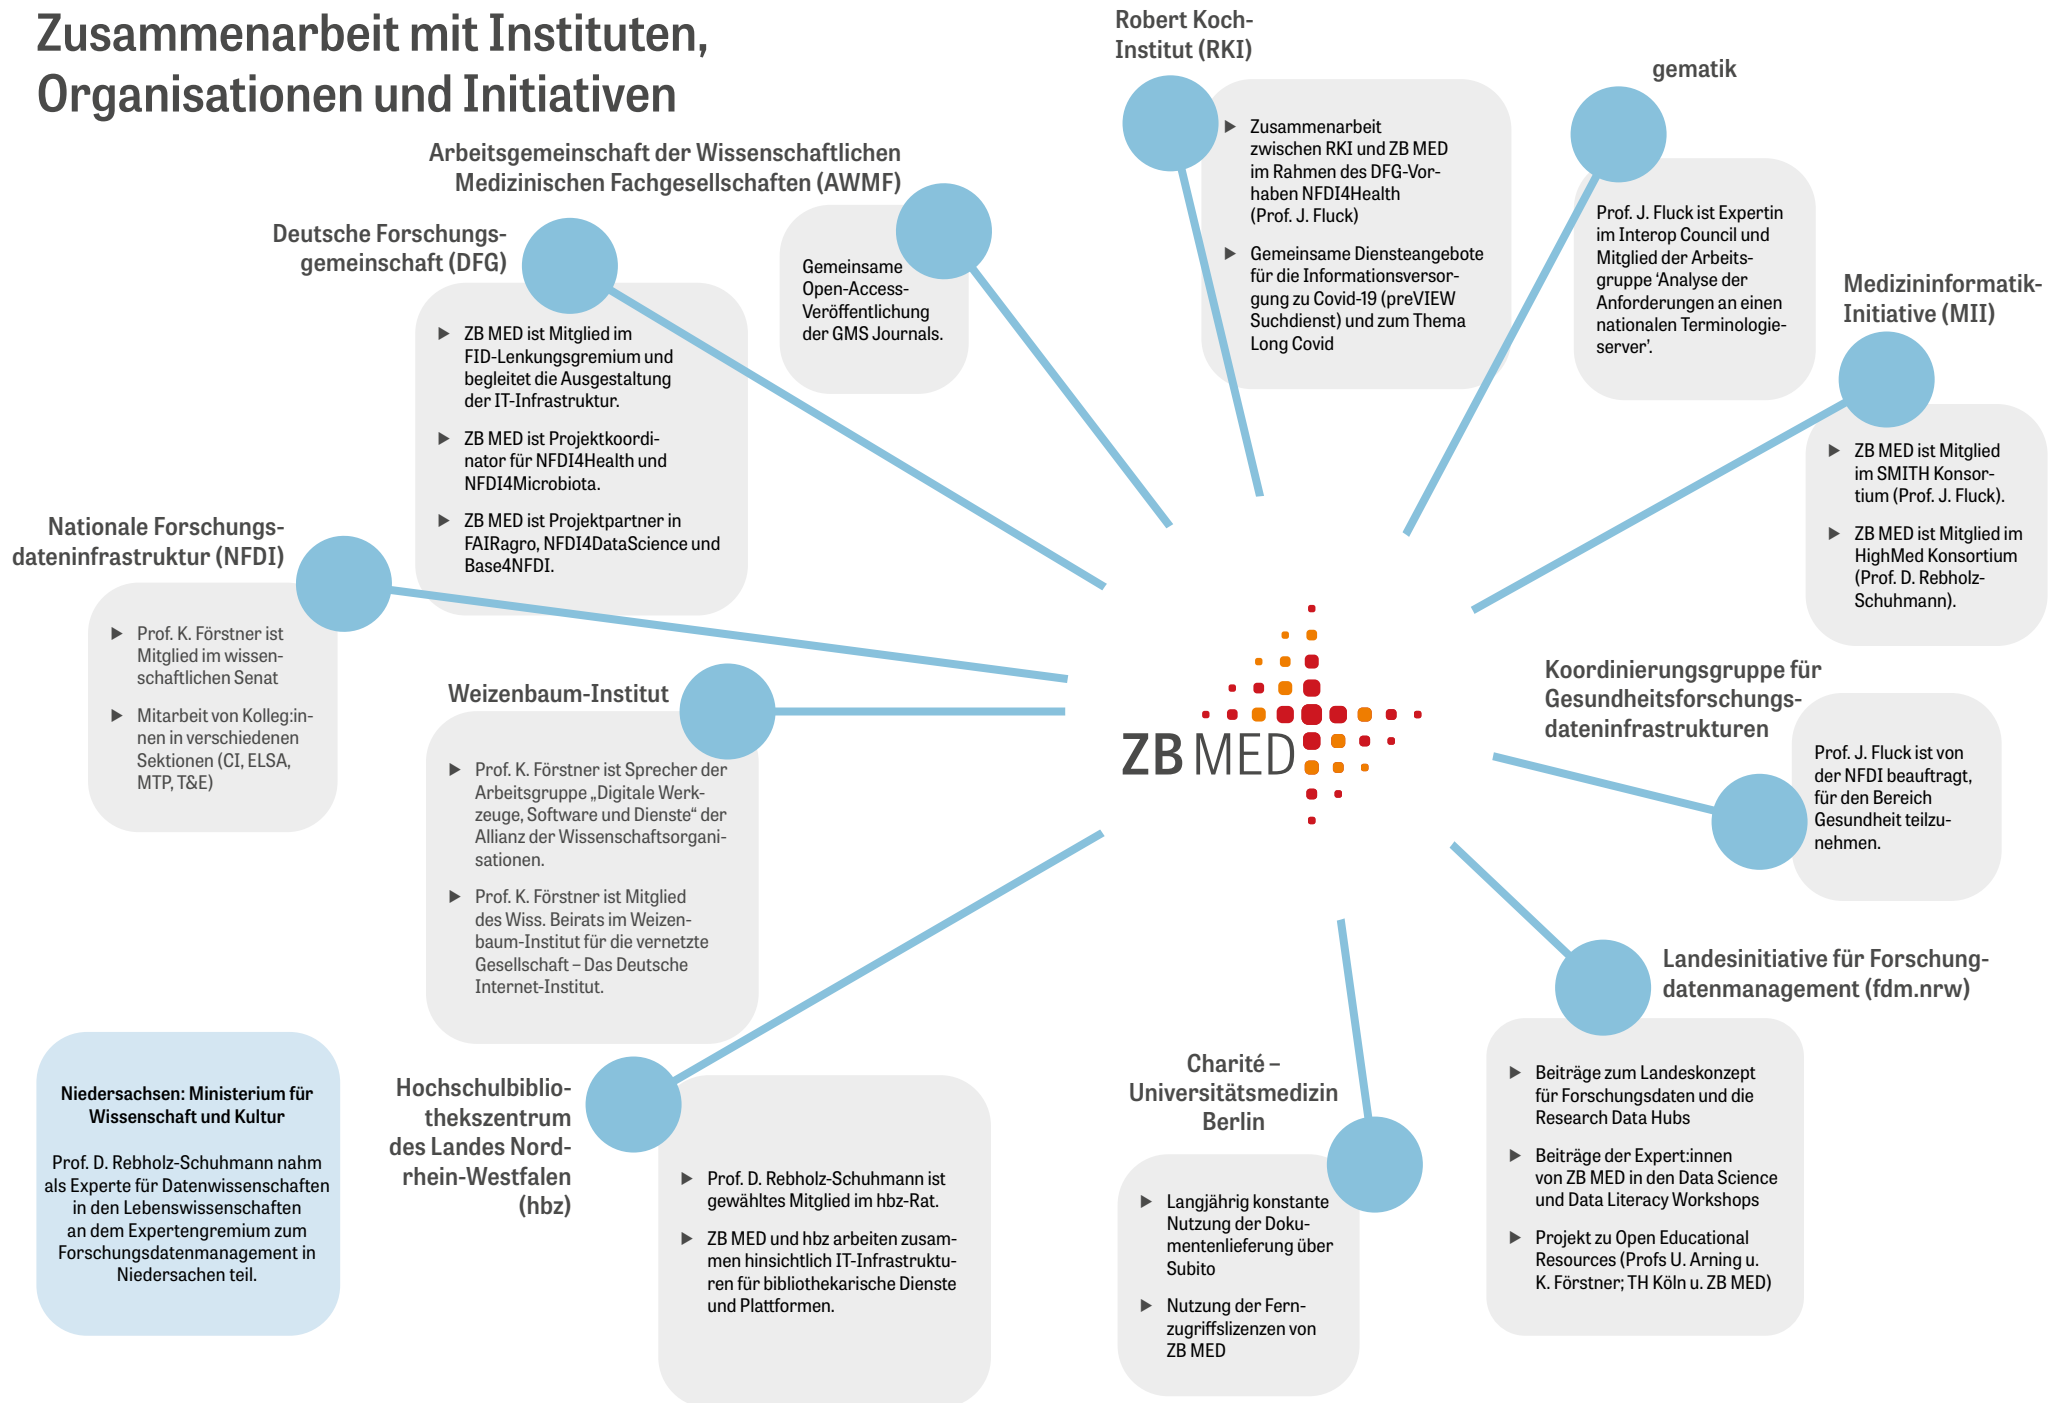 Zusammenarbeit mit Instituten,
Organisationen und Initiativen
Robert Koch-
Institut (RKI)
▶ Zusammenarbeit
zwischen RKI und ZB MED
im Rahmen des DFG-Vor-
haben NFDI4Health
(Prof. J. Fluck)
▶ Gemeinsame Diensteangebote
für die Informationsversor-
gung zu Covid-19 (preVIEW
Suchdienst) und zum Thema
Long Covid
gematik
Prof. J. Fluck ist Expertin
im Interop Council und
Mitglied der Arbeits-
gruppe ‘Analyse der
Anforderungen an einen
nationalen Terminologie-
server’.
Arbeitsgemeinschaft der Wissenschaftlichen
Medizinischen Fachgesellschaften (AWMF)
Gemeinsame
Open-Access-
Veröffentlichung
der GMS Journals.
Deutsche Forschungs-
gemeinschaft (DFG)
▶ ZB MED ist Mitglied im
FID-Lenkungsgremium und
begleitet die Ausgestaltung
der IT-Infrastruktur.
▶ ZB MED ist Projektkoordi-
nator für NFDI4Health und
NFDI4Microbiota.
▶ ZB MED ist Projektpartner in
FAIRagro, NFDI4DataScience und
Base4NFDI.
Medizininformatik-
Initiative (MII)
▶ ZB MED ist Mitglied
im SMITH Konsor-
tium (Prof. J. Fluck).
▶ ZB MED ist Mitglied im
HighMed Konsortium
(Prof. D. Rebholz-
Schuhmann).
Nationale Forschungs-
dateninfrastruktur (NFDI)
▶ Prof. K. Förstner ist
Mitglied im wissen-
schaftlichen Senat
▶ Mitarbeit von Kolleg:in-
nen in verschiedenen
Sektionen (CI, ELSA,
MTP, T&E)
Weizenbaum-Institut
▶ Prof. K. Förstner ist Sprecher der
Arbeitsgruppe „Digitale Werk-
zeuge, Software und Dienste“ der
Allianz der Wissenschaftsorgani-
sationen.
▶ Prof. K. Förstner ist Mitglied
des Wiss. Beirats im Weizen-
baum-Institut für die vernetzte
Gesellschaft – Das Deutsche
Internet-Institut.
ZB MED
Koordinierungsgruppe für
Gesundheitsforschungs-
dateninfrastrukturen
Prof. J. Fluck ist von
der NFDI beauftragt,
für den Bereich
Gesundheit teilzu-
nehmen.
Landesinitiative für Forschung-
datenmanagement (fdm.nrw)
▶ Beiträge zum Landeskonzept
für Forschungsdaten und die
Research Data Hubs
▶ Beiträge der Expert:innen
von ZB MED in den Data Science
und Data Literacy Workshops
▶ Projekt zu Open Educational
Resources (Profs U. Arning u.
K. Förstner; TH Köln u. ZB MED)
Charité –
Universitätsmedizin
Berlin
▶ Langjährig konstante
Nutzung der Doku-
mentenlieferung über
Subito
▶ Nutzung der Fern-
zugriffslizenzen von
ZB MED
Hochschulbiblio-
thekszentrum
des Landes Nord-
rhein-Westfalen
(hbz)
▶ Prof. D. Rebholz-Schuhmann ist
gewähltes Mitglied im hbz-Rat.
▶ ZB MED und hbz arbeiten zusam-
men hinsichtlich IT-Infrastruktu-
ren für bibliothekarische Dienste
und Plattformen.
Niedersachsen: Ministerium für
Wissenschaft und Kultur
Prof. D. Rebholz-Schuhmann nahm
als Experte für Datenwissenschaften
in den Lebenswissenschaften
an dem Expertengremium zum
Forschungsdatenmanagement in
Niedersachen teil.